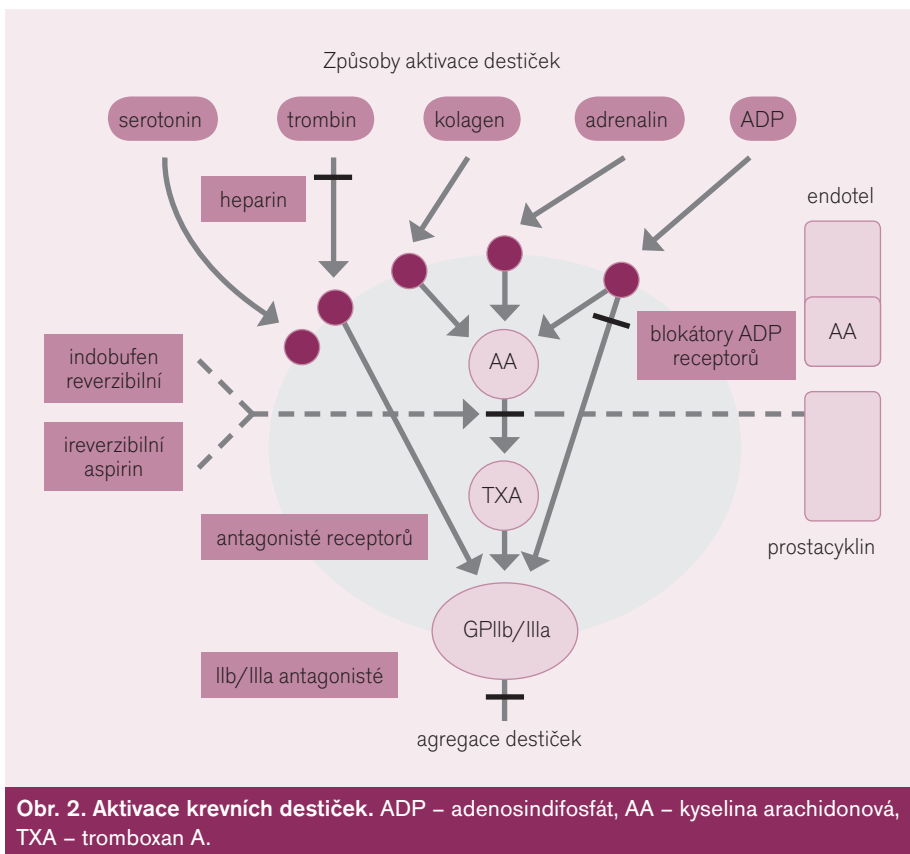 Způsoby aktivace destiček
serotonin
trombin
kolagen
adrenalin
ADP
heparin
endotel
AA
blokátory ADP
receptorů
AA
indobufen
reverzibilní
ireverzibilní
aspirin
TXA
antagonisté receptorů
prostacyklin
GPIIb/IIIa
IIb/IIIa antagonisté
agregace destiček
Obr. 2. Aktivace krevních destiček. ADP – adenosindifosfát, AA – kyselina arachidonová,
TXA – tromboxan A.